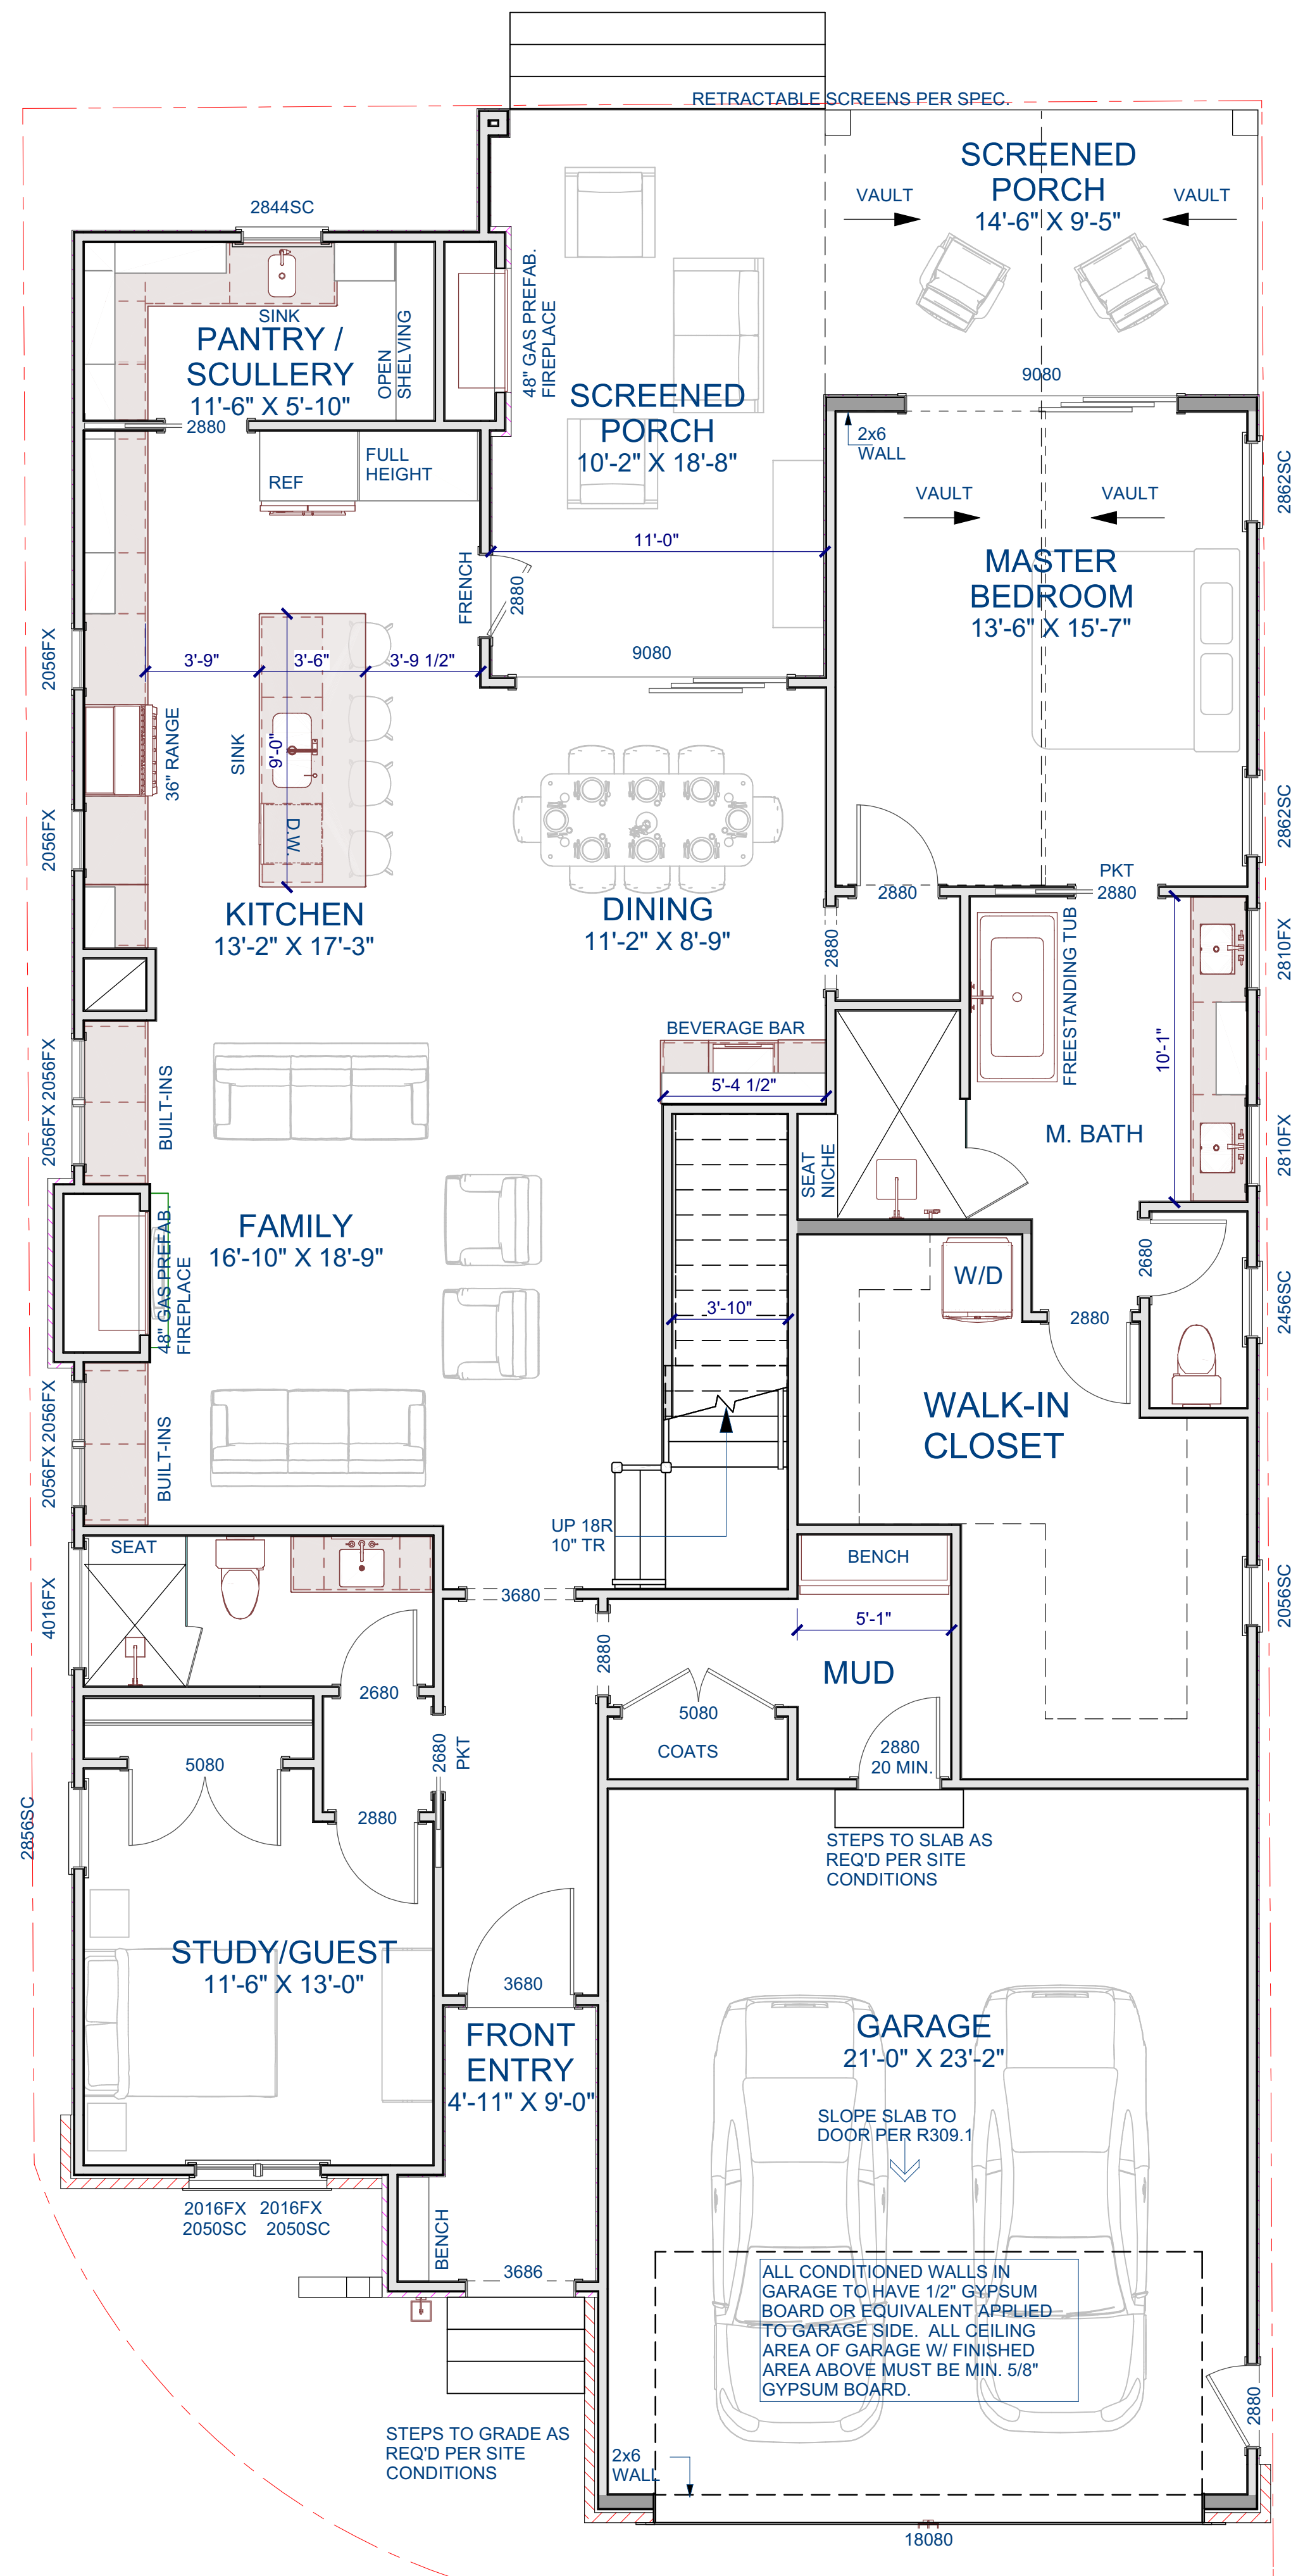 RETRACTABLE SCREENS PER SPEC.
SCREENED
PORCH
14'-6" X 9'-5"
VAULT
VAULT
2844SC
SINK
PANTRY /
SCULLERY
11'-6" X 5'-10"
OPEN
SHELVING
48" GAS PREFAB.
FIREPLACE
9080
SCREENED
PORCH
10'-2" X 18'-8"
2880
2x6
WALL
REF
FULL
HEIGHT
2862SC
VAULT
VAULT
11'-0"
FRENCH
2880
MASTER
BEDROOM
13'-6" X 15'-7"
2056FX
3'-9"
3'-6"
3'-9 1/2"
9080
36" RANGE
SINK
9'-0"
D.W.
2056FX
2862SC
PKT
2880
2880
KITCHEN
13'-2" X 17'-3"
DINING
11'-2" X 8'-9"
2880
FREESTANDING TUB
2810FX
10'-1"
BEVERAGE BAR
5'-4 1/2"
2056FX
2056FX
BUILT-INS
SEAT
NICHE
M. BATH
2810FX
FAMILY
16'-10" X 18'-9"
48" GAS PREFAB.
FIREPLACE
2680
W/D
2456SC
3'-10"
2880
WALK-IN
CLOSET
2056FX
2056FX
BUILT-INS
UP 18R
10" TR
SEAT
BENCH
4016FX
3680
2056SC
5'-1"
2880
MUD
2680
5080
2680
PKT
COATS
2880
20 MIN.
5080
2880
2856SC
STEPS TO SLAB AS
REQ'D PER SITE
CONDITIONS
STUDY/GUEST
11'-6" X 13'-0"
3680
FRONT
ENTRY
4'-11" X 9'-0"
GARAGE
21'-0" X 23'-2"
SLOPE SLAB TO
DOOR PER R309.1
2016FX
2016FX
2050SC
2050SC
BENCH
3686
ALL CONDITIONED WALLS IN
GARAGE TO HAVE 1/2" GYPSUM
BOARD OR EQUIVALENT APPLIED
TO GARAGE SIDE. ALL CEILING
AREA OF GARAGE W/ FINISHED
AREA ABOVE MUST BE MIN. 5/8"
GYPSUM BOARD.
2880
STEPS TO GRADE AS
REQ'D PER SITE
CONDITIONS
2x6
WALL
18080